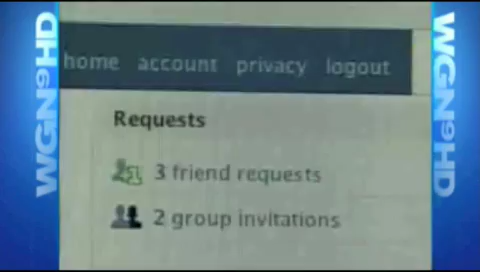 WGN9HD
home account privacy logout
Requests
3 friend requests
2 group invitations
WGN9HD